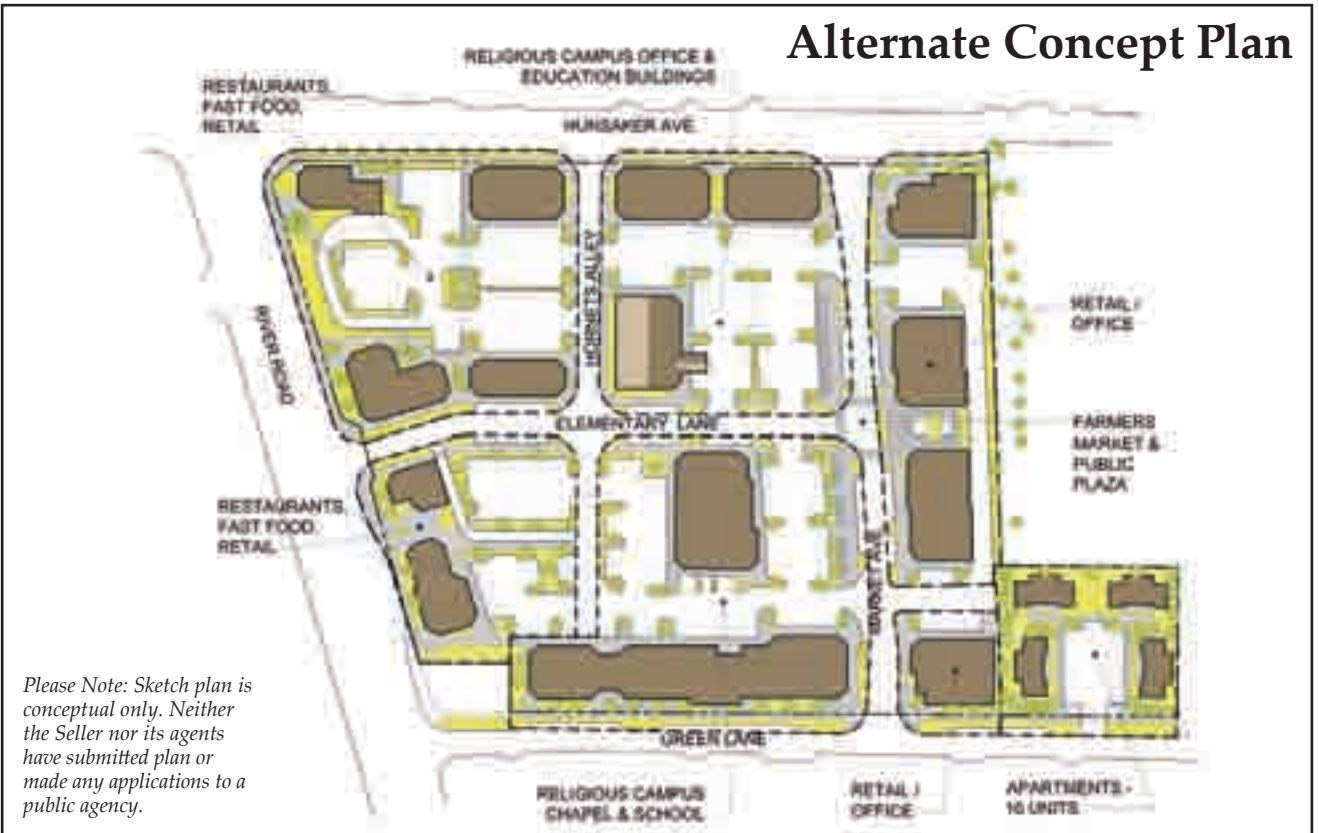 Alternate Concept Plan
RELIGIOUS CAMPUS OFFICE &
EDUCATION BUILDINGS
RESTAURANTS,
FAST FOOD,
RETAIL
HUNSAKER AVE
HORNETS ALLEY
RIVER ROAD
RETAIL /
OFFICE
ELEMENTARY LANE
FARMERS
MARKET &
PUBLIC
PLAZA
RESTAURANTS,
FAST FOOD,
RETAIL
MARKET AVE
Please Note: Sketch plan is
conceptual only. Neither
the Seller nor its agents
have submitted plan or
made any applications to a
public agency.
GREEN LANE
RELIGIOUS CAMPUS
CHAPEL & SCHOOL
RETAIL /
OFFICE
APARTMENTS -
16 UNITS